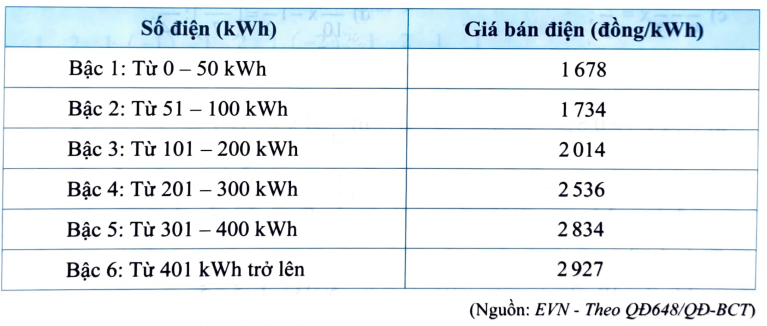 Số điện (kWh) Giá bán điện (đồng/kWh)
Bậc 1: Từ 0 – 50 kWh 1 678
Bậc 2: Từ 51 – 100 kWh 1 734
Bậc 3: Từ 101 – 200 kWh 2 014
Bậc 4: Từ 201 – 300 kWh 2 536
Bậc 5: Từ 301 – 400 kWh 2 834
Bậc 6: Từ 401 kWh trở lên 2 927
(Nguồn: EVN - Theo QĐ648/QĐ-BCT)